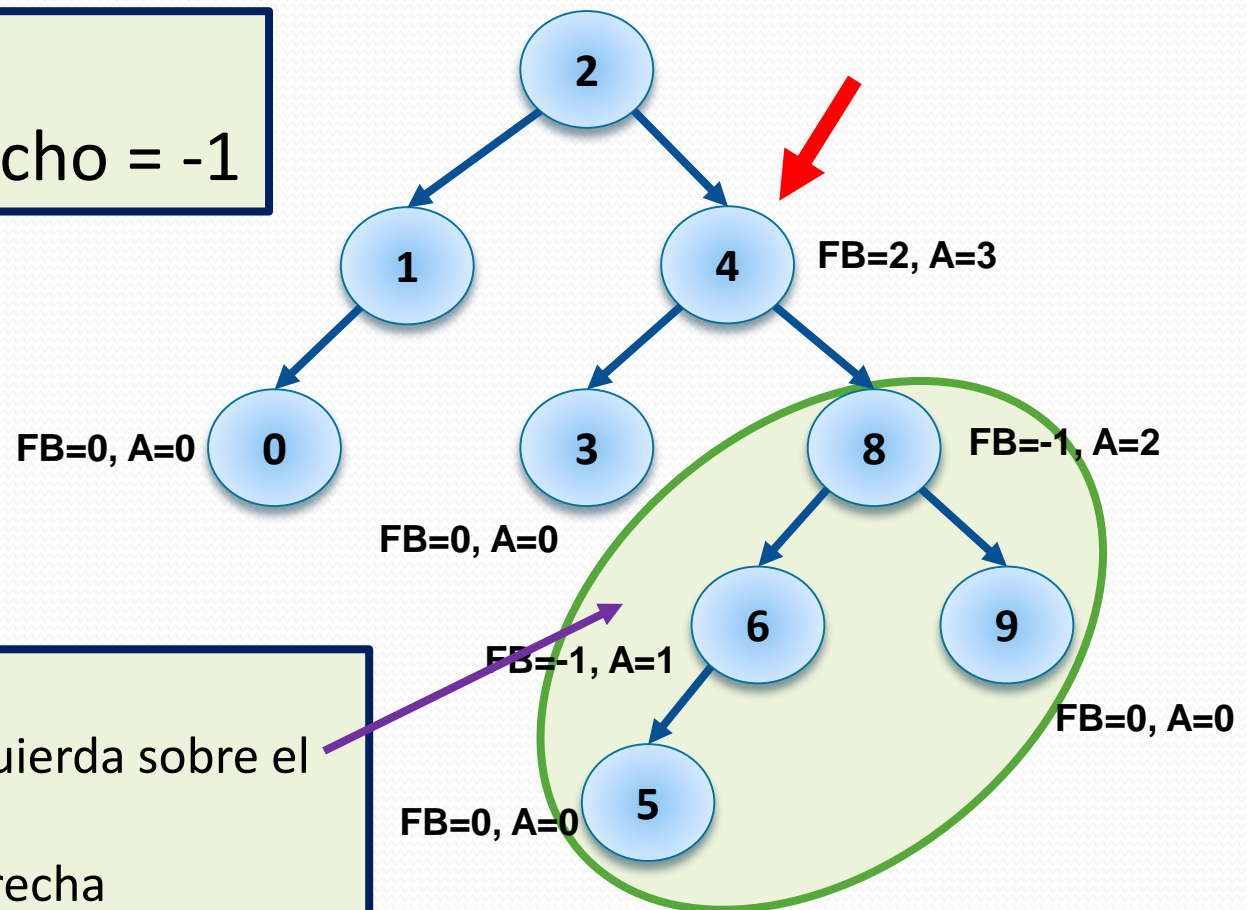 2
cho = -1
1
4
FB=2, A=3
FB=0, A=0
0
3
8
FB=-1, A=2
FB=0, A=0
6
9
FB=-1, A=1
FB=0, A=0
uierda sobre el
5
FB=0, A=0
recha